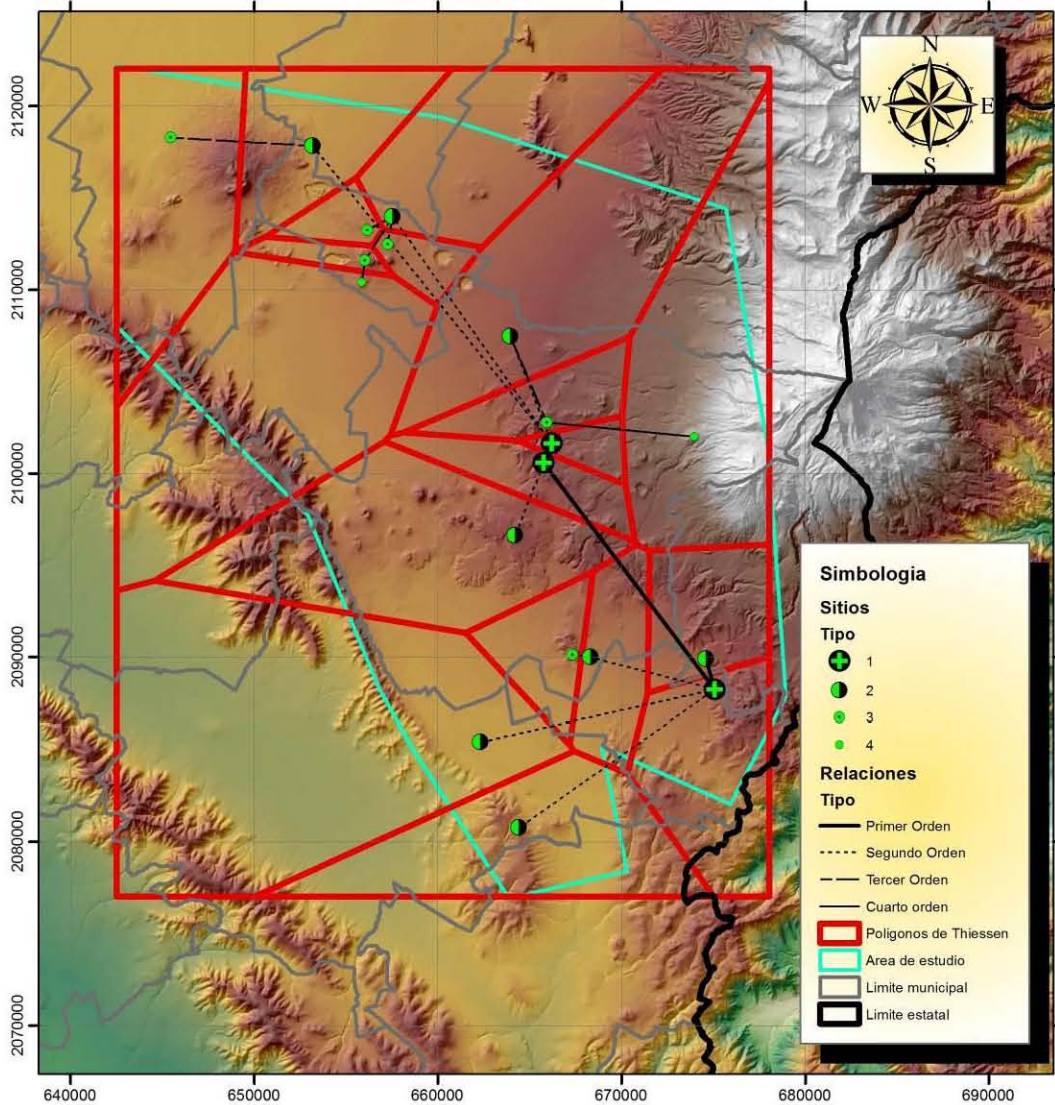 N
W E
S
2120000
2110000
2100000
2090000
2080000
2070000
640000 650000 660000 670000 680000 690000
Simbologia
Sitios
Tipo
1
2
3
4
Relaciones
Tipo
Primer Orden
Segundo Orden
Tercer Orden
Cuarto orden
Poligonos de Thiessen
Area de estudio
Limite municipal
Limite estatal